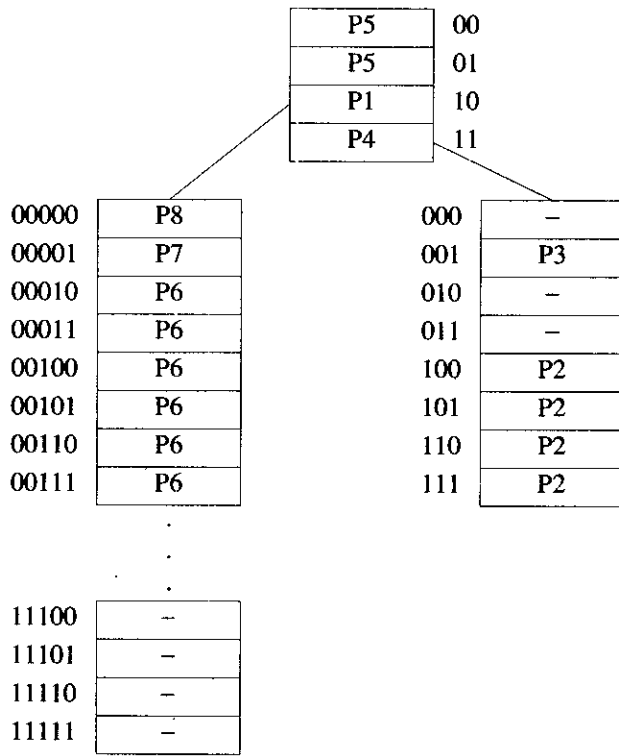 P5 00
P5 01
P1 10
P4 11
00000 P8
00001 P7
00010 P6
00011 P6
00100 P6
00101 P6
00110 P6
00111 P6
000 –
001 P3
010 –
011 –
100 P2
101 P2
110 P2
111 P2
11100 –
11101 –
11110 –
11111 –